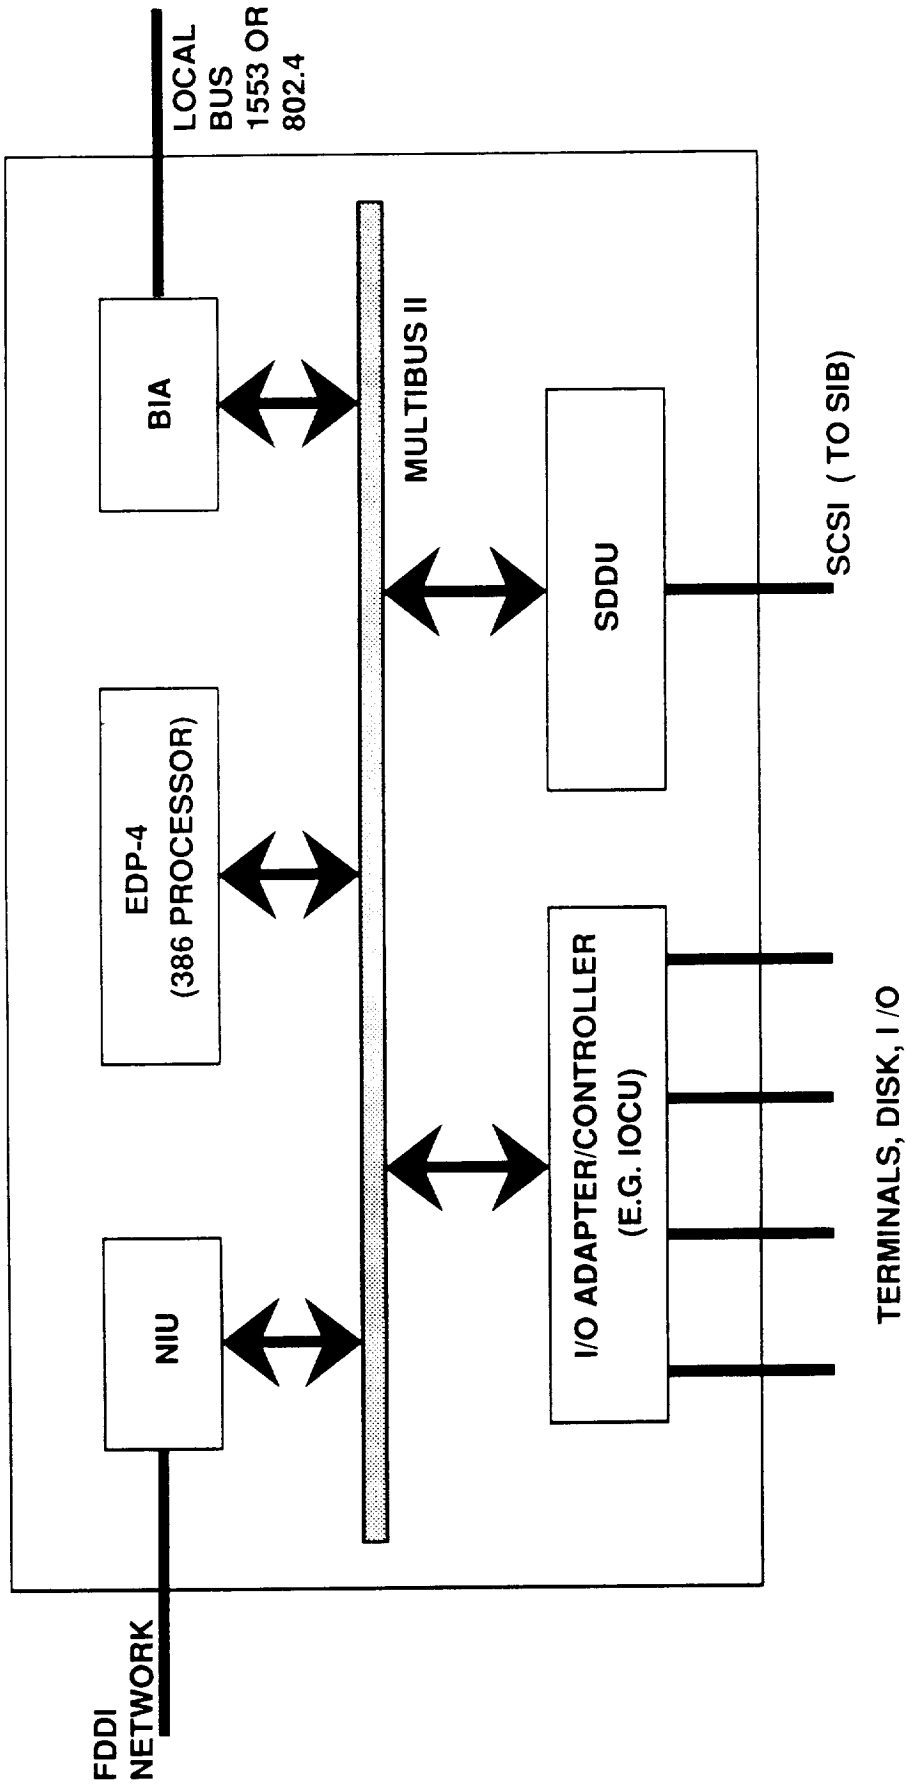 FDDI
NETWORK
NIU
EDP-4
(386 PROCESSOR)
BIA
LOCAL
BUS
1553 OR
802.4
MULTIBUS II
I/O ADAPTER/CONTROLLER
(E.G. IOCU)
SDDU
TERMINALS, DISK, I /O
SCSI ( TO SIB)